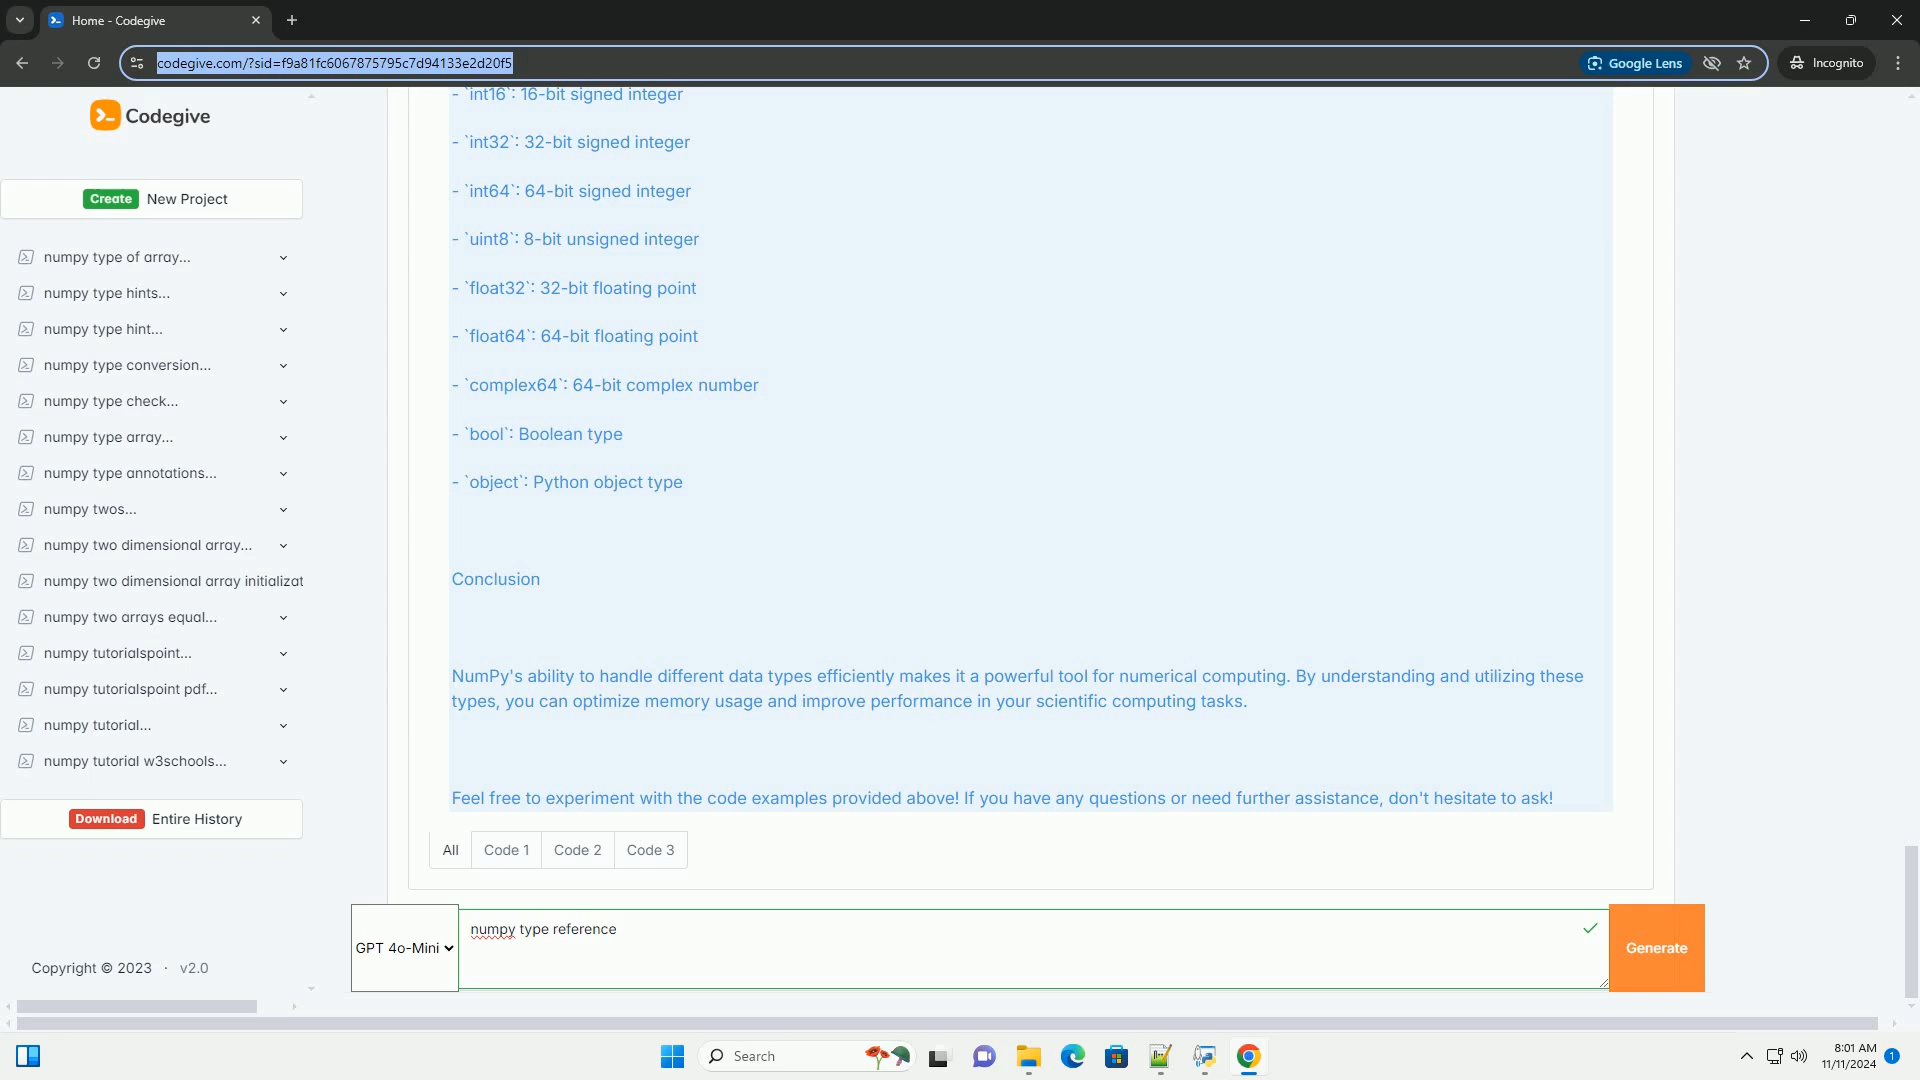 Home - Codegive
codegive.com/?sid=f9a81fc6067875795c7d94133e2d20f5
Google Lens
Incognito
Codegive
Create New Project
numpy type of array...
numpy type hints...
numpy type hint...
numpy type conversion...
numpy type check...
numpy type array...
numpy type annotations...
numpy twos...
numpy two dimensional array...
numpy two dimensional array initializat
numpy two arrays equal...
numpy tutorialspoint...
numpy tutorialspoint pdf...
numpy tutorial...
numpy tutorial w3schools...
Download Entire History
Copyright © 2023 · v2.0
- `int16`: 16-bit signed integer
- `int32`: 32-bit signed integer
- `int64`: 64-bit signed integer
- `uint8`: 8-bit unsigned integer
- `float32`: 32-bit floating point
- `float64`: 64-bit floating point
- `complex64`: 64-bit complex number
- `bool`: Boolean type
- `object`: Python object type
Conclusion
NumPy's ability to handle different data types efficiently makes it a powerful tool for numerical computing. By understanding and utilizing these
types, you can optimize memory usage and improve performance in your scientific computing tasks.
Feel free to experiment with the code examples provided above! If you have any questions or need further assistance, don't hesitate to ask!
All Code 1 Code 2 Code 3
GPT 4o-Mini
numpy type reference
Generate
Search
8:01 AM
11/11/2024
1